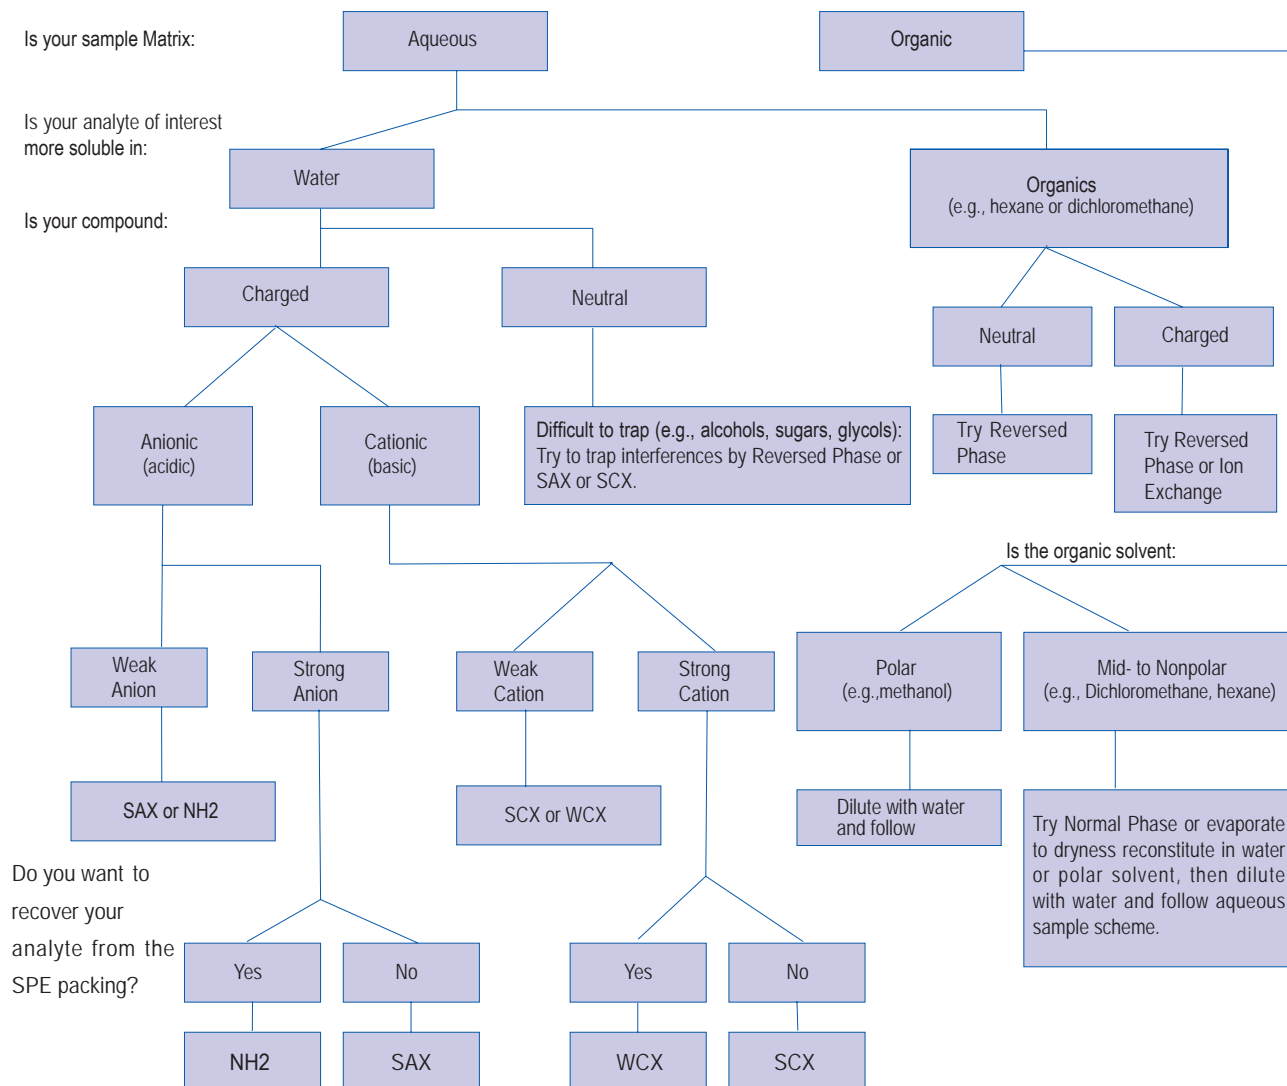 Is your sample Matrix:
Aqueous
Organic
Is your analyte of interest
more soluble in:
Water
Organics
(e.g., hexane or dichloromethane)
Is your compound:
Charged
Neutral
Neutral
Charged
Anionic
(acidic)
Cationic
(basic)
Difficult to trap (e.g., alcohols, sugars, glycols):
Try to trap interferences by Reversed Phase or
SAX or SCX.
Try Reversed
Phase
Try Reversed
Phase or Ion
Exchange
Is the organic solvent:
Weak
Anion
Strong
Anion
Weak
Cation
Strong
Cation
Polar
(e.g.,methanol)
Mid- to Nonpolar
(e.g., Dichloromethane, hexane)
SAX or NH2
SCX or WCX
Dilute with water
and follow
Try Normal Phase or evaporate
to dryness reconstitute in water
or polar solvent, then dilute
with water and follow aqueous
sample scheme.
Do you want to
recover your
analyte from the
SPE packing?
Yes
No
Yes
No
NH2
SAX
WCX
SCX